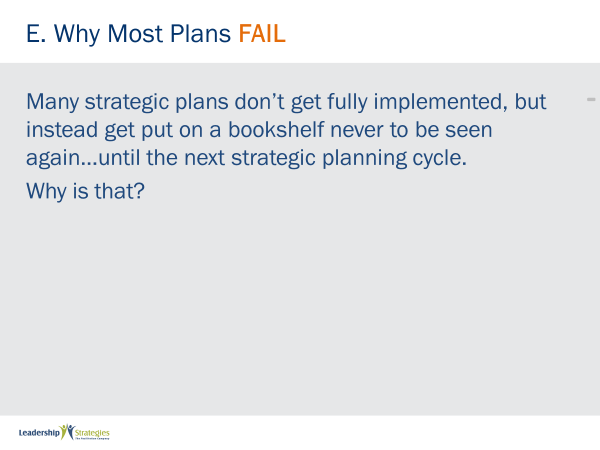 E. Why Most Plans FAIL
Many strategic plans don’t get fully implemented, but
instead get put on a bookshelf never to be seen
again…until the next strategic planning cycle.
Why is that?
Leadership Strategies
The Facilitation Company